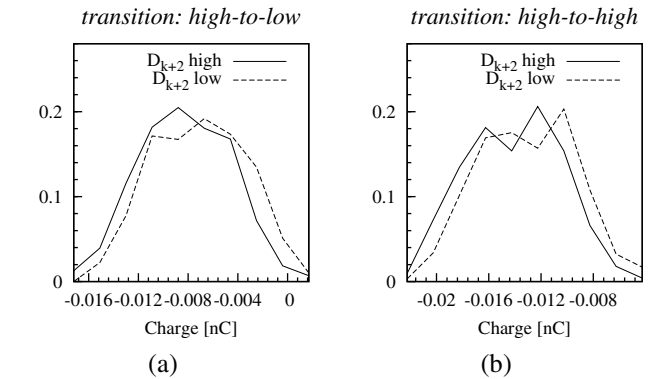 transition: high-to-low
D_{k+2} high
D_{k+2} low
0.2
0.1
0
-0.016 -0.012 -0.008 -0.004 0
Charge [nC]
(a)
transition: high-to-high
D_{k+2} high
D_{k+2} low
0.2
0.1
0
-0.02 -0.016 -0.012 -0.008
Charge [nC]
(b)